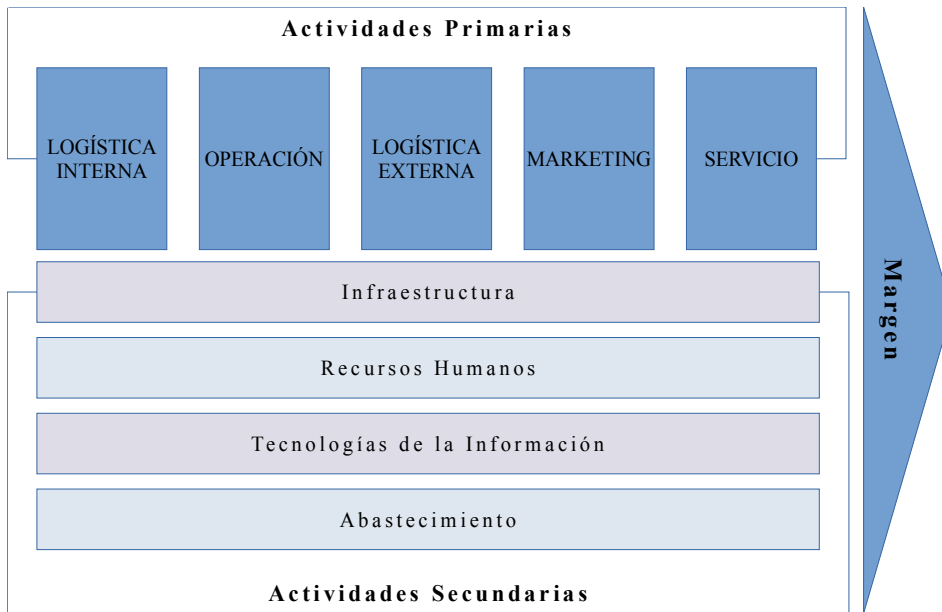 Actividades Primarias
LOGÍSTICA
INTERNA
OPERACIÓN
LOGÍSTICA
EXTERNA
MARKETING
SERVICIO
Infraestructura
Recursos Humanos
Tecnologías de la Información
Abastecimiento
Actividades Secundarias
Margen